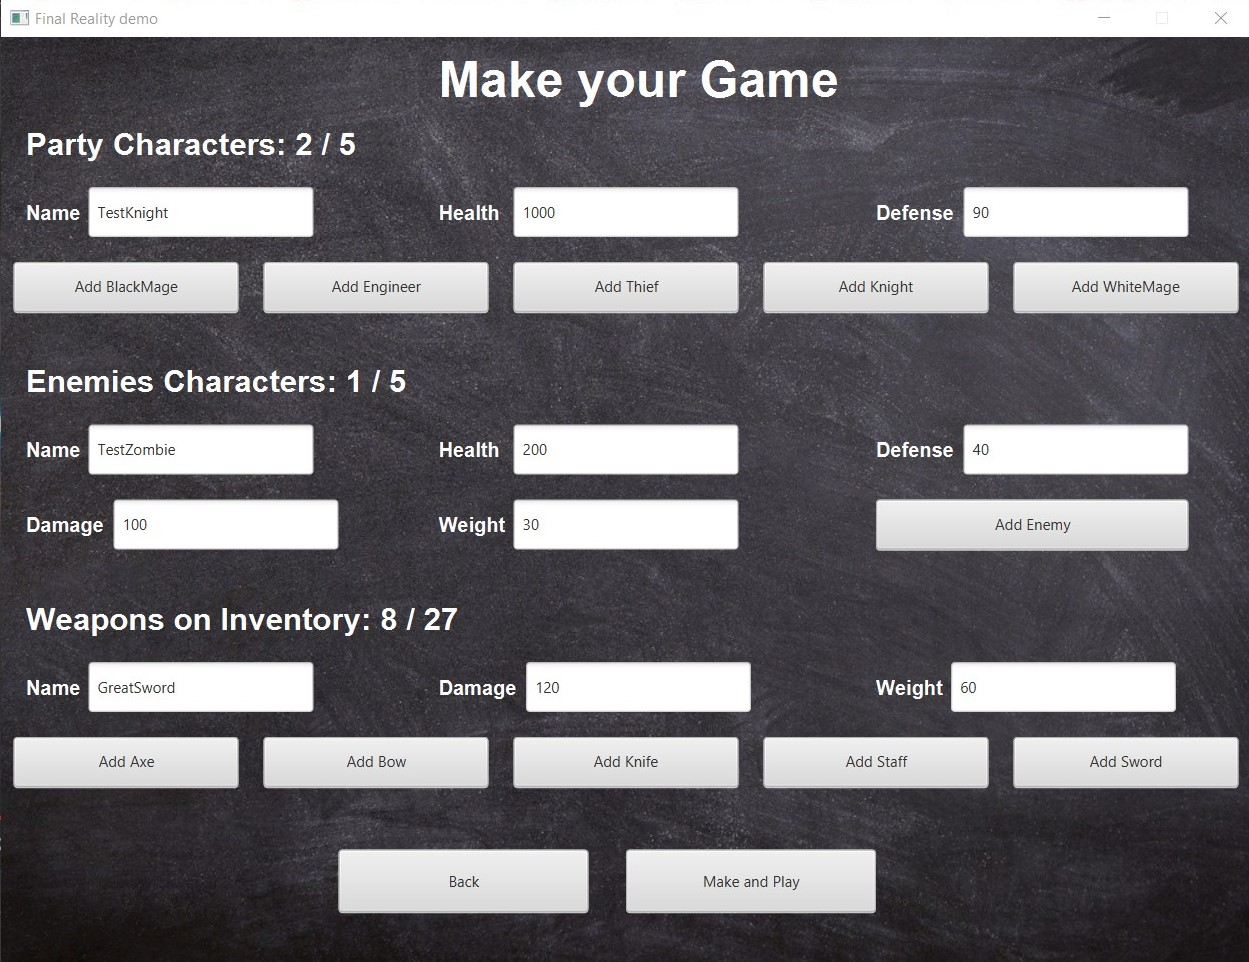 Final Reality demo
Make your Game
Party Characters: 2 / 5
Name TestKnight Health 1000 Defense 90
Add BlackMage Add Engineer Add Thief Add Knight Add WhiteMage
Enemies Characters: 1 / 5
Name TestZombie Health 200 Defense 40
Damage 100 Weight 30 Add Enemy
Weapons on Inventory: 8 / 27
Name GreatSword Damage 120 Weight 60
Add Axe Add Bow Add Knife Add Staff Add Sword
Back Make and Play